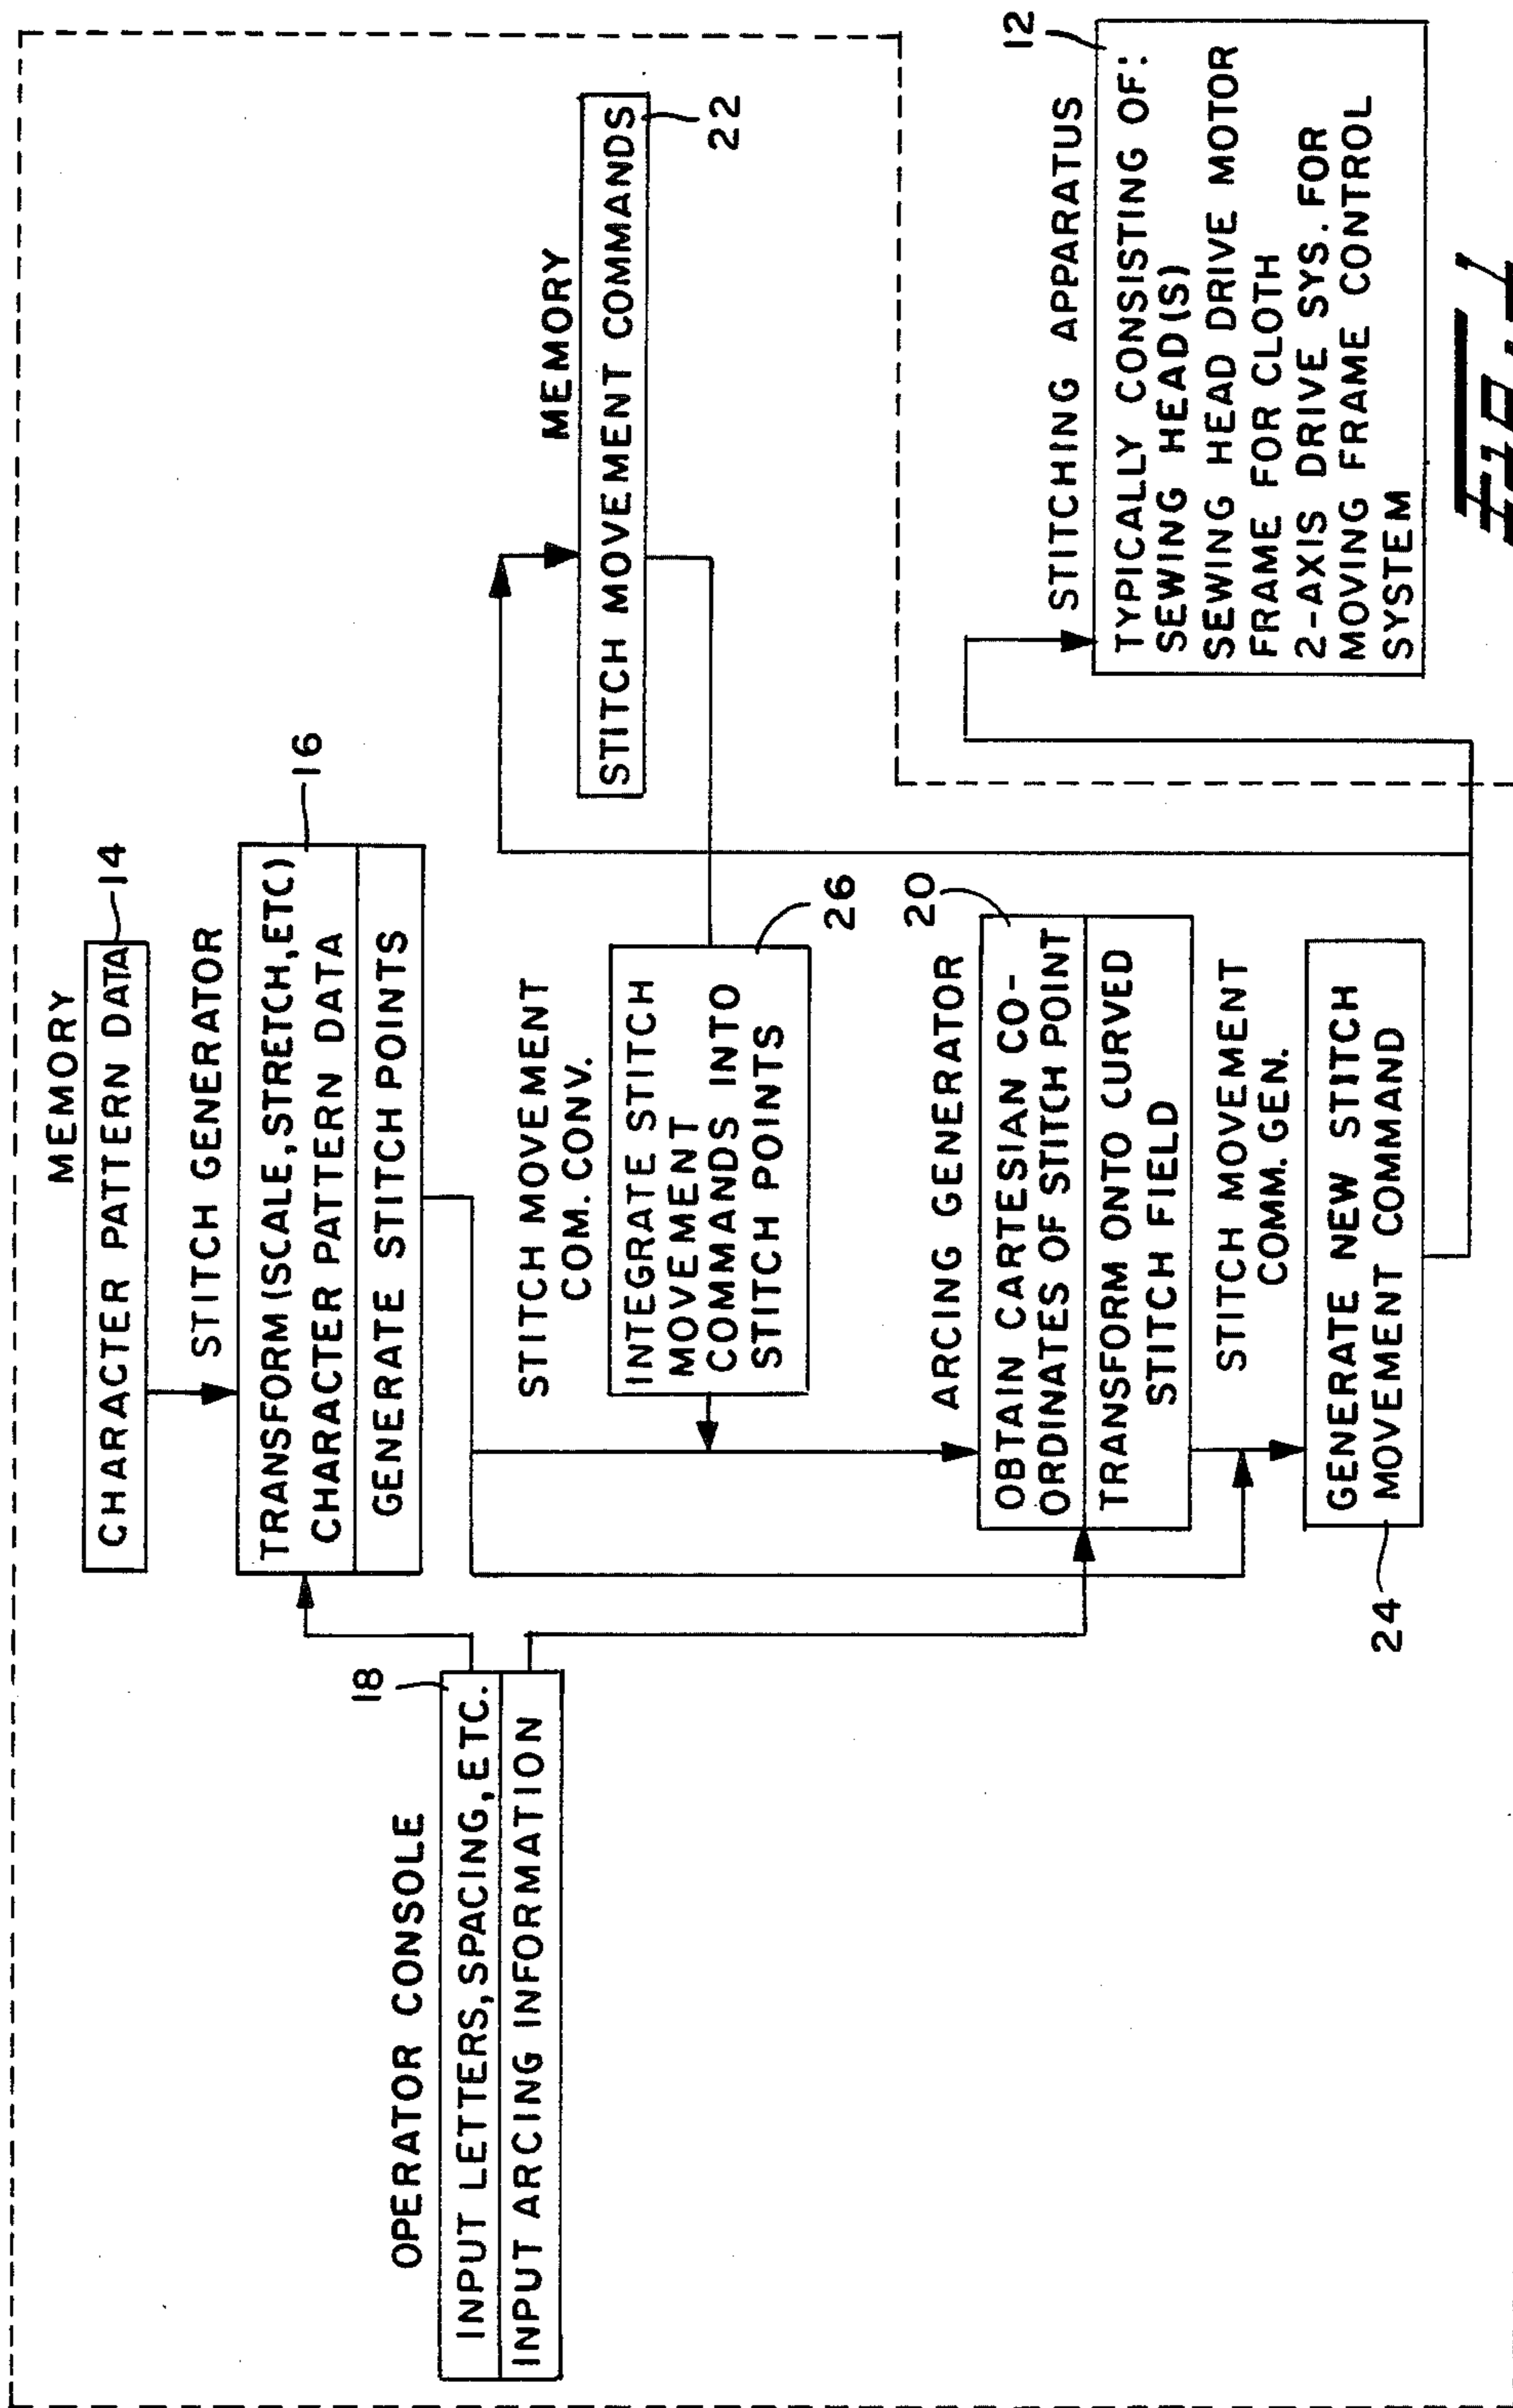 MEMORY
CHARACTER PATTERN DATA
14
STITCH GENERATOR
TRANSFORM (SCALE, STRETCH, ETC)
CHARACTER PATTERN DATA
GENERATE STITCH POINTS
16
OPERATOR CONSOLE
18
INPUT LETTERS, SPACING, ETC.
INPUT ARCING INFORMATION
STITCH MOVEMENT
COM. CONV.
INTEGRATE STITCH
MOVEMENT
COMMANDS INTO
STITCH POINTS
26
MEMORY
STITCH MOVEMENT COMMANDS
22
ARCING GENERATOR
20
OBTAIN CARTESIAN CO-
ORDINATES OF STITCH POINT
TRANSFORM ONTO CURVED
STITCH FIELD
STITCH MOVEMENT
COMM. GEN.
GENERATE NEW STITCH
MOVEMENT COMMAND
24
STITCHING APPARATUS
12
TYPICALLY CONSISTING OF:
SEWING HEAD(S)
SEWING HEAD DRIVE MOTOR
FRAME FOR CLOTH
2-AXIS DRIVE SYS. FOR
MOVING FRAME CONTROL
SYSTEM
FIG. 1